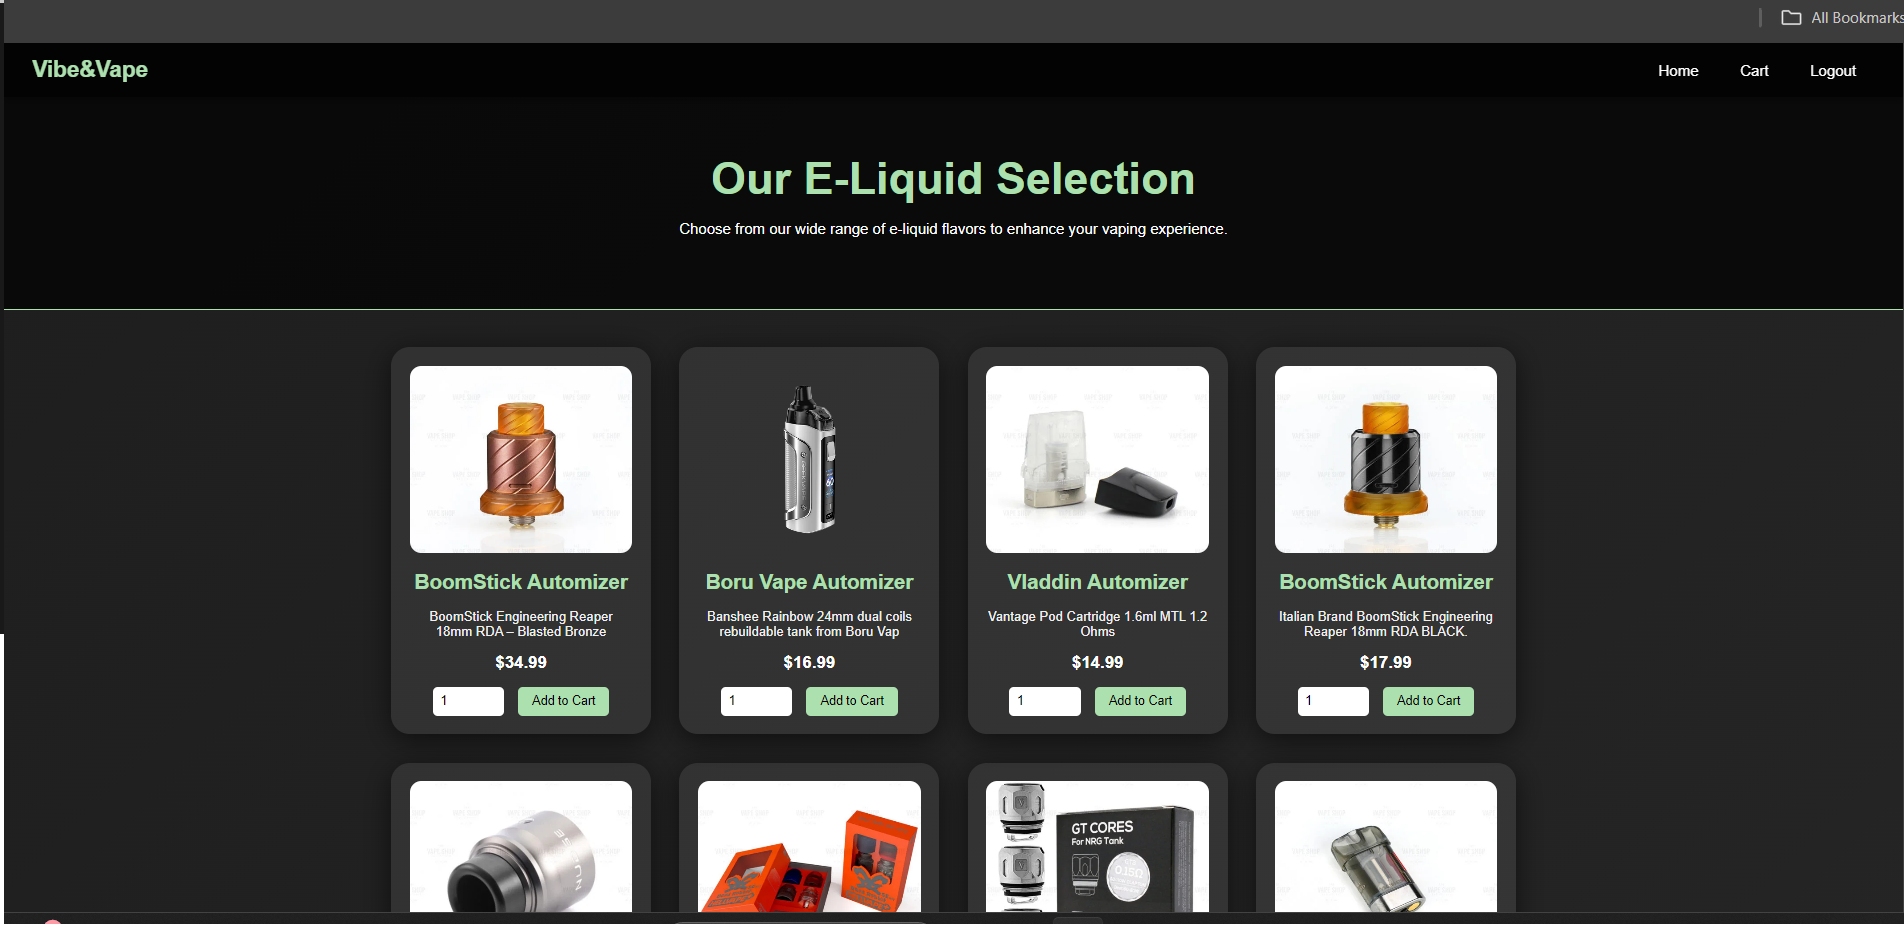 All Bookmarks
Vibe&Vape
Home
Cart
Logout
Our E-Liquid Selection
Choose from our wide range of e-liquid flavors to enhance your vaping experience.
BoomStick Automizer
BoomStick Engineering Reaper
18mm RDA – Blasted Bronze
$34.99
1
Add to Cart
Boru Vape Automizer
Banshee Rainbow 24mm dual coils
rebuildable tank from Boru Vap
$16.99
1
Add to Cart
Vladdin Automizer
Vantage Pod Cartridge 1.6ml MTL 1.2
Ohms
$14.99
1
Add to Cart
BoomStick Automizer
Italian Brand BoomStick Engineering
Reaper 18mm RDA BLACK.
$17.99
1
Add to Cart
GT CORES
For NRG Tank
0.15Ω